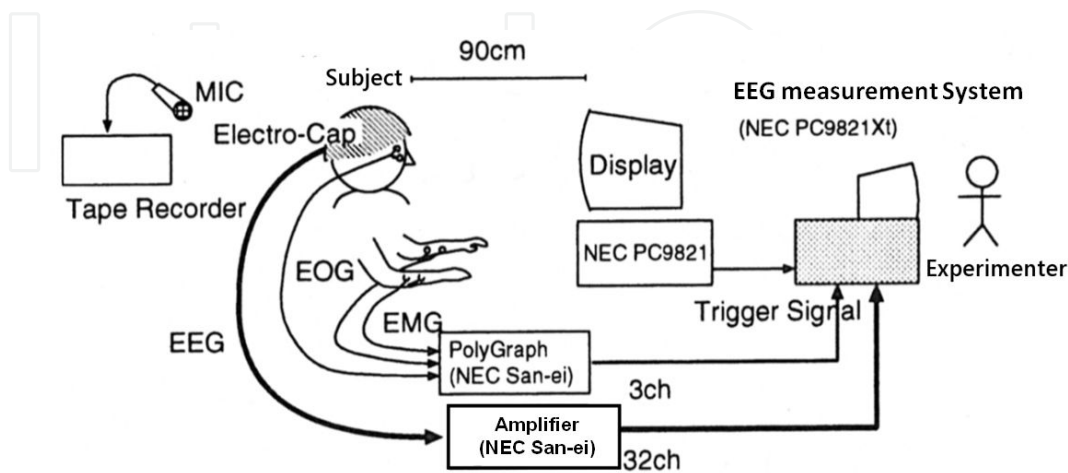 90cm
Subject
MIC
EEG measurement System
(NEC PC9821Xt)
Electro-Cap
Display
Tape Recorder
NEC PC9821
Experimenter
EOG
Trigger Signal
EMG
EEG
PolyGraph
(NEC San-ei)
3ch
Amplifier
(NEC San-ei)
32ch